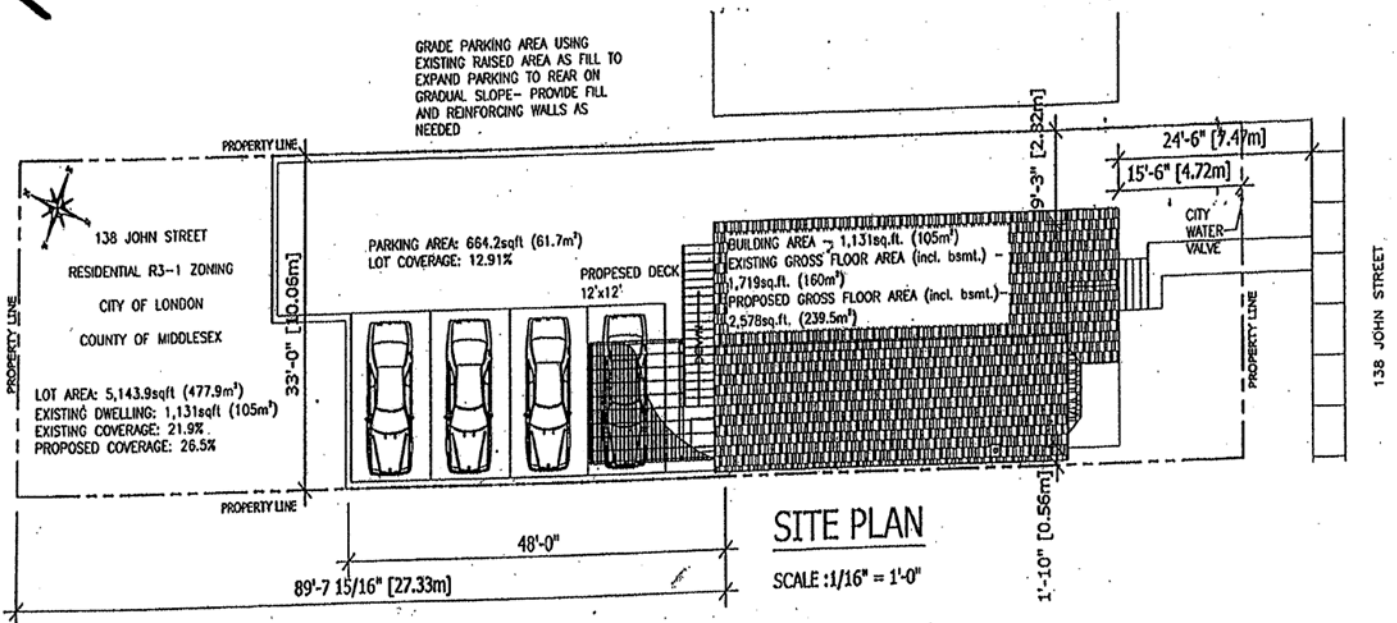 GRADE PARKING AREA USING
EXISTING RAISED AREA AS FILL TO
EXPAND PARKING TO REAR ON
GRADUAL SLOPE- PROVIDE FILL
AND REINFORCING WALLS AS
NEEDED
PROPERTY LINE
24'-6" [7.47m]
15'-6" [4.72m]
9'-3" [2.82m]
CITY
WATER
VALVE
138 JOHN STREET
RESIDENTIAL R3-1 ZONING
CITY OF LONDON
COUNTY OF MIDDLESEX
PARKING AREA: 664.2sqft (61.7m²)
LOT COVERAGE: 12.91%
PROPESED DECK
12'x12'
BUILDING AREA - 1,131sq.ft. (105m²)
EXISTING GROSS FLOOR AREA (incl. bsmt.) -
1,719sq.ft. (160m²)
PROPOSED GROSS FLOOR AREA (incl. bsmt.)-
2,578sq.ft. (239.5m²)
DOWN
33'-0" [10.06m]
PROPERTY LINE
LOT AREA: 5,143.9sqft (477.9m²)
EXISTING DWELLING: 1,131sqft (105m²)
EXISTING COVERAGE: 21.9%
PROPOSED COVERAGE: 26.5%
PROPERTY LINE
138 JOHN STREET
PROPERTY LINE
48'-0"
89'-7 15/16" [27.33m]
SITE PLAN
SCALE :1/16" = 1'-0"
1'-10" [0.56m]